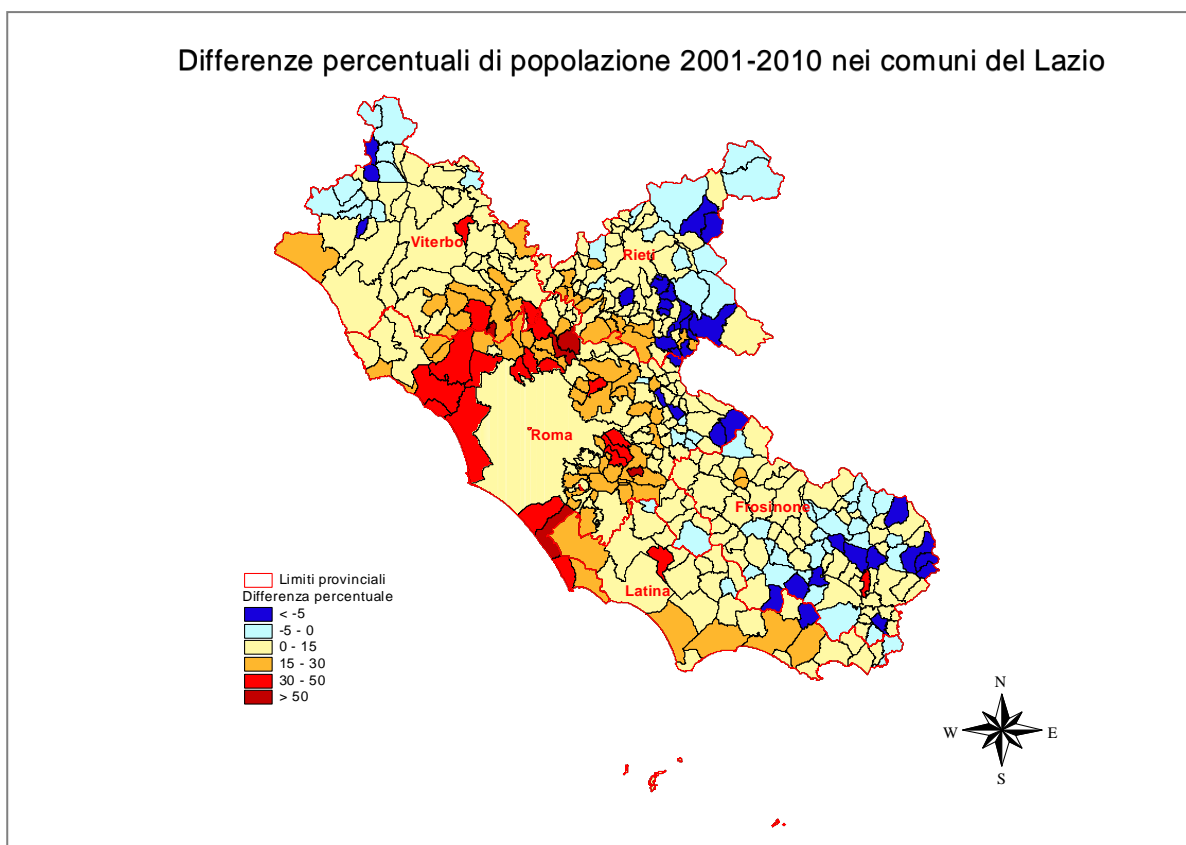 Differenze percentuali di popolazione 2001-2010 nei comuni del Lazio
Viterbo
Rieti
Roma
Frosinone
Latina
Limiti provinciali
Differenza percentuale
< -5
-5 - 0
0 - 15
15 - 30
30 - 50
> 50
N
W E
S